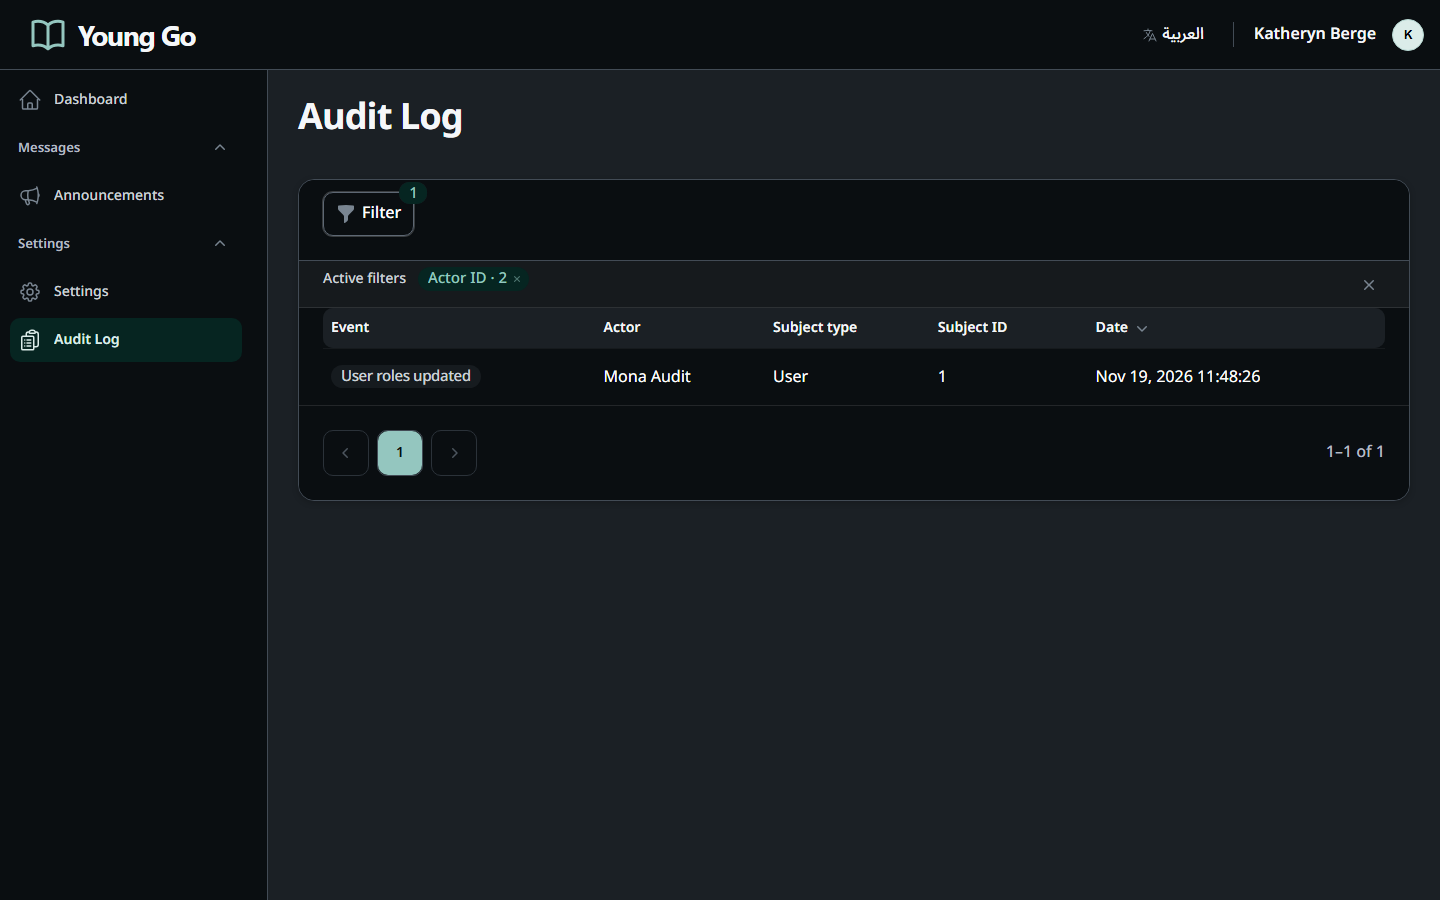 Young Go
العربية
Katheryn Berge
K
Dashboard
Messages
Announcements
Settings
Settings
Audit Log
Audit Log
Filter
1
Active filters
Actor ID · 2 ×
Event Actor Subject type Subject ID Date
User roles updated Mona Audit User 1 Nov 19, 2026 11:48:26
1
1–1 of 1